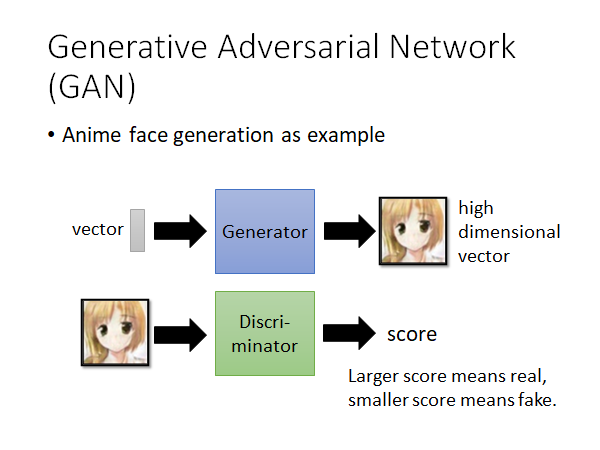 Generative Adversarial Network
(GAN)
• Anime face generation as example
vector
Generator
high
dimensional
vector
Discri-
minator
score
Larger score means real,
smaller score means fake.